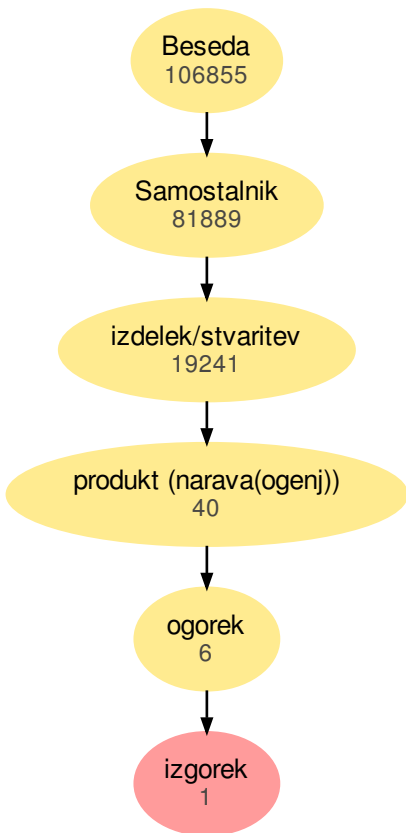 Beseda
106855
Samostalnik
81889
izdelek/stvaritev
19241
produkt (narava(ogenj))
40
ogorek
6
izgorek
1